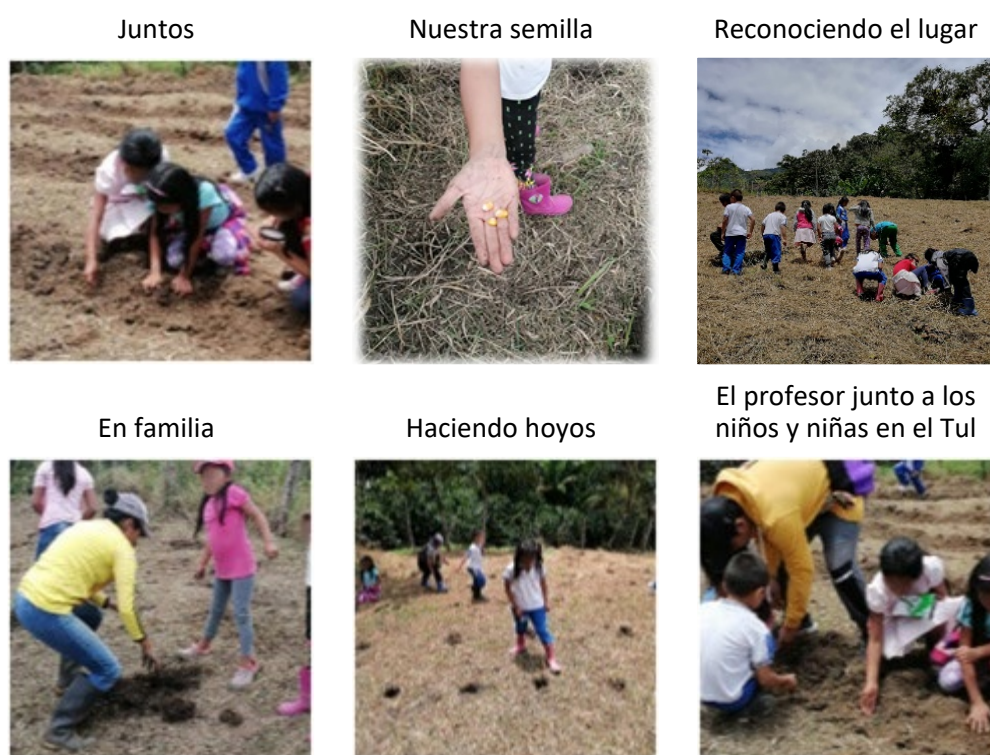 Juntos
Nuestra semilla
Reconociendo el lugar
En familia
Haciendo hoyos
El profesor junto a los
niños y niñas en el Tul